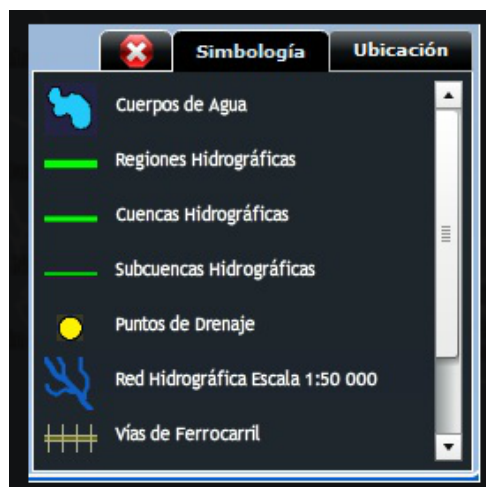 Simbología
Ubicación
Cuerpos de Agua
Regiones Hidrográficas
Cuencas Hidrográficas
Subcuencas Hidrográficas
Puntos de Drenaje
Red Hidrográfica Escala 1:50 000
Vías de Ferrocarril